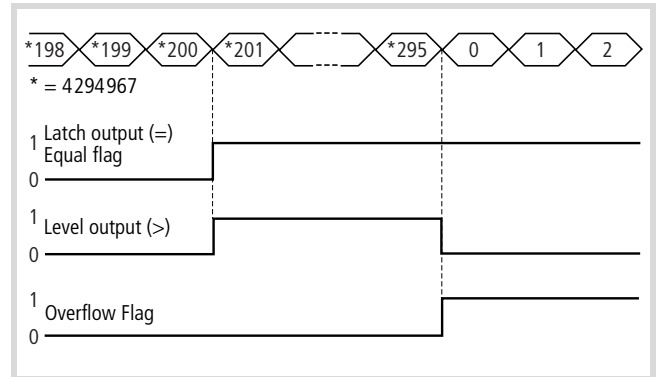 *198 *199 *200 *201 *295 0 1 2
* = 4294967
1 Latch output (=)
Equal flag
0
1 Level output (>)
0
1
Overflow Flag
0